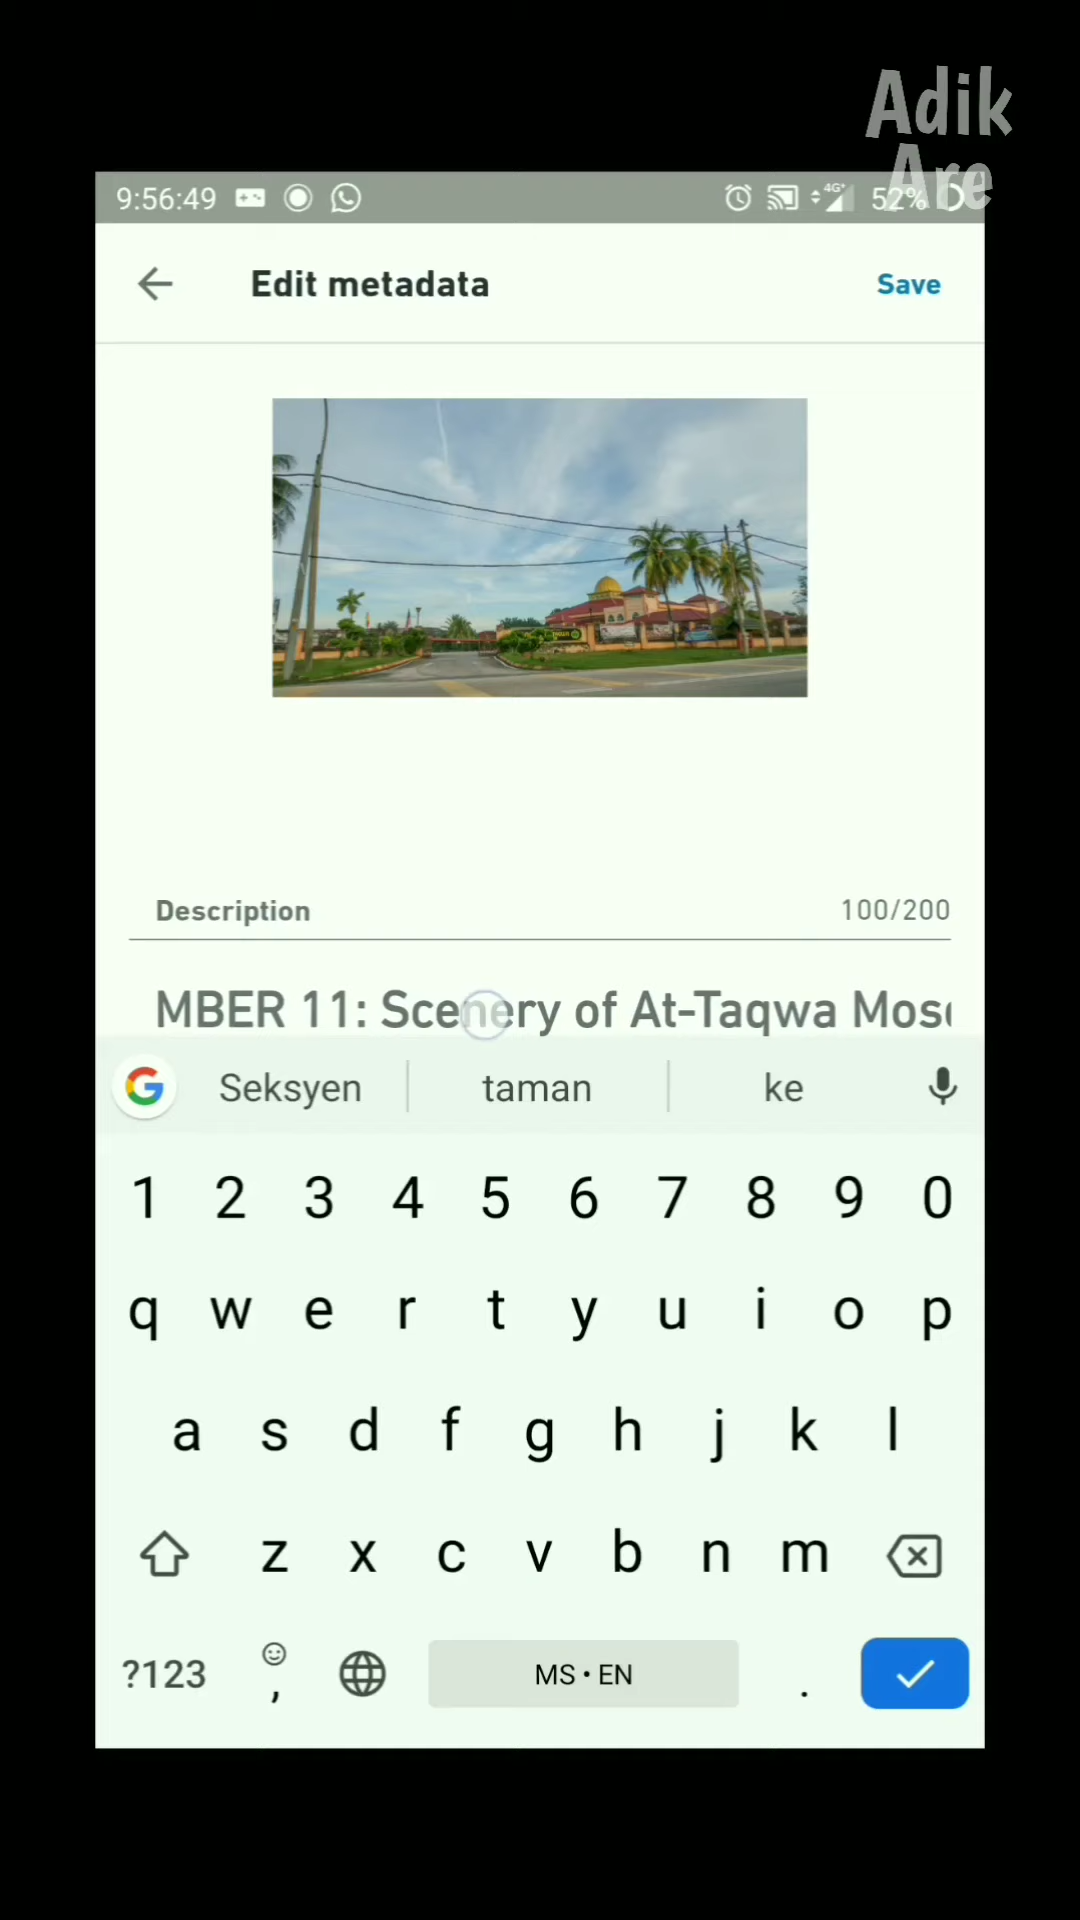 Adik
Are
9:56:49 4G+ 52%
Edit metadata Save
Description 100/200
MBER 11: Scenery of At-Taqwa Mos
G Seksyen taman ke
1 2 3 4 5 6 7 8 9 0
q w e r t y u i o p
a s d f g h j k l
z x c v b n m
?123 , MS • EN .